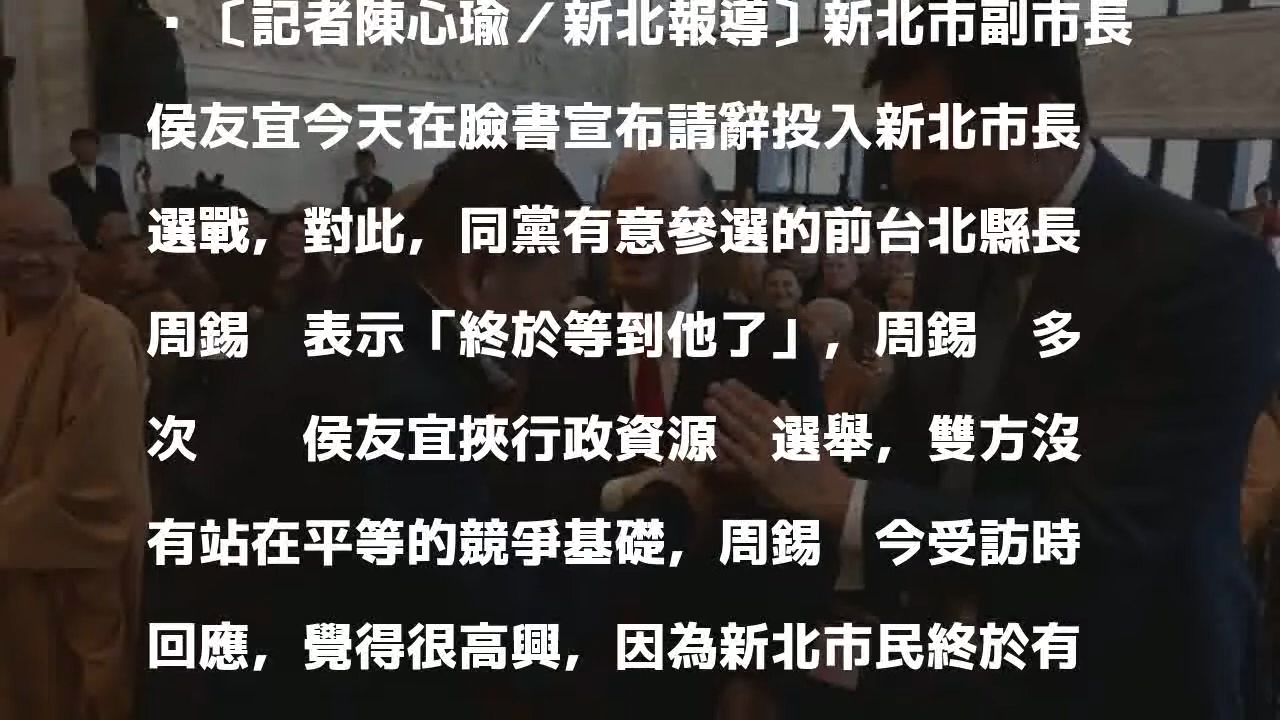 ·〔記者陳心瑜／新北報導〕新北市副市長
侯友宜今天在臉書宣布請辭投入新北市長
選戰，對此，同黨有意參選的前台北縣長
周錫　表示「終於等到他了」，周錫　多
次　　侯友宜挾行政資源　選舉，雙方沒
有站在平等的競爭基礎，周錫　今受訪時
回應，覺得很高興，因為新北市民終於有